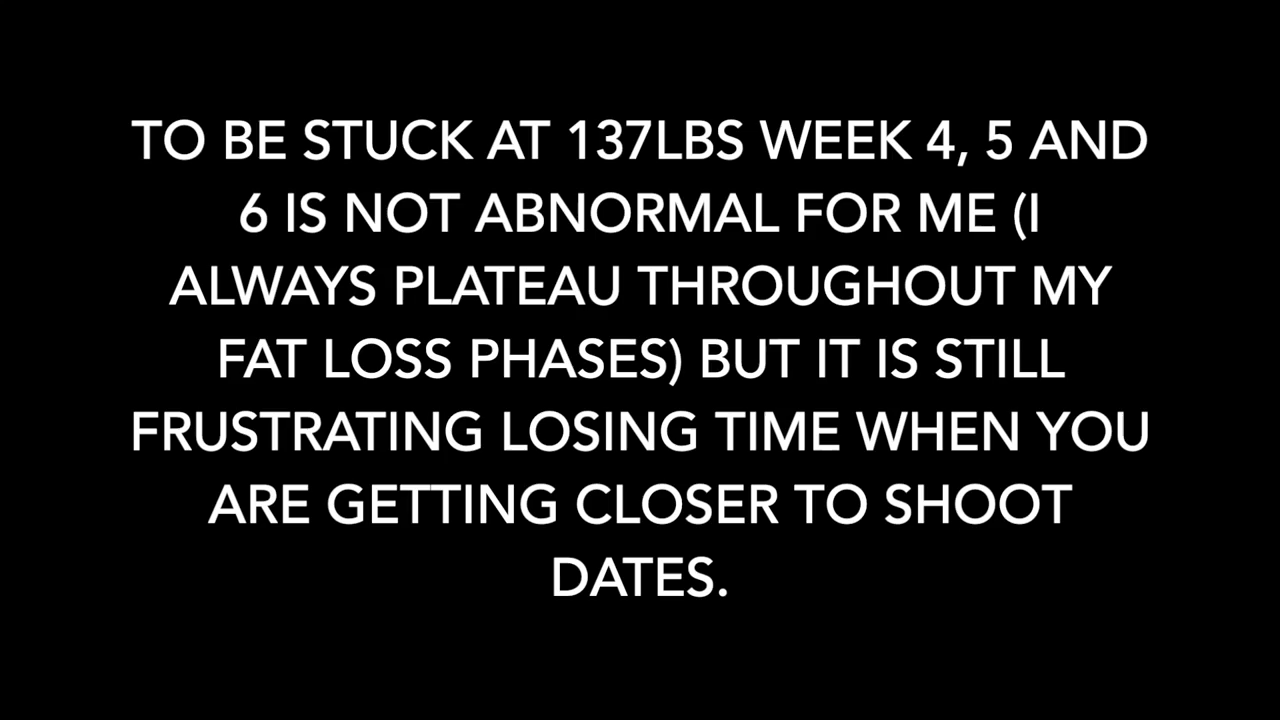 TO BE STUCK AT 137LBS WEEK 4, 5 AND
6 IS NOT ABNORMAL FOR ME (I
ALWAYS PLATEAU THROUGHOUT MY
FAT LOSS PHASES) BUT IT IS STILL
FRUSTRATING LOSING TIME WHEN YOU
ARE GETTING CLOSER TO SHOOT
DATES.